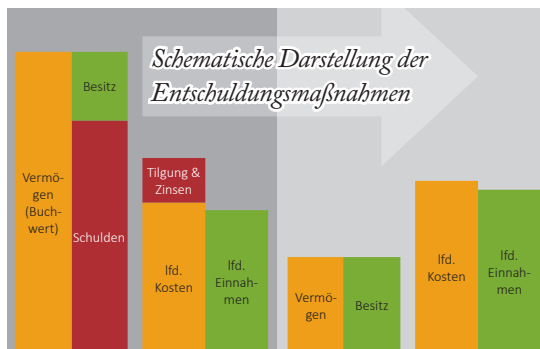 Schematische Darstellung der
Entschuldungsmaßnahmen
Vermö-
gen
(Buch-
wert)
Besitz
Schulden
Tilgung &
Zinsen
lfd.
Kosten
lfd.
Einnah-
men
Vermö-
gen
Besitz
lfd.
Kosten
lfd.
Einnah-
men